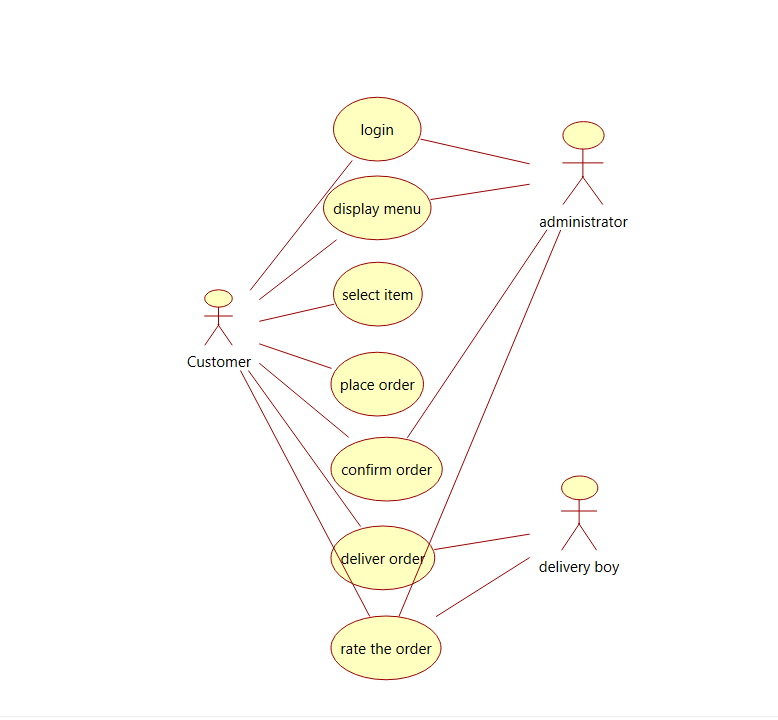 login
display menu
administrator
select item
Customer
place order
confirm order
deliver order
delivery boy
rate the order